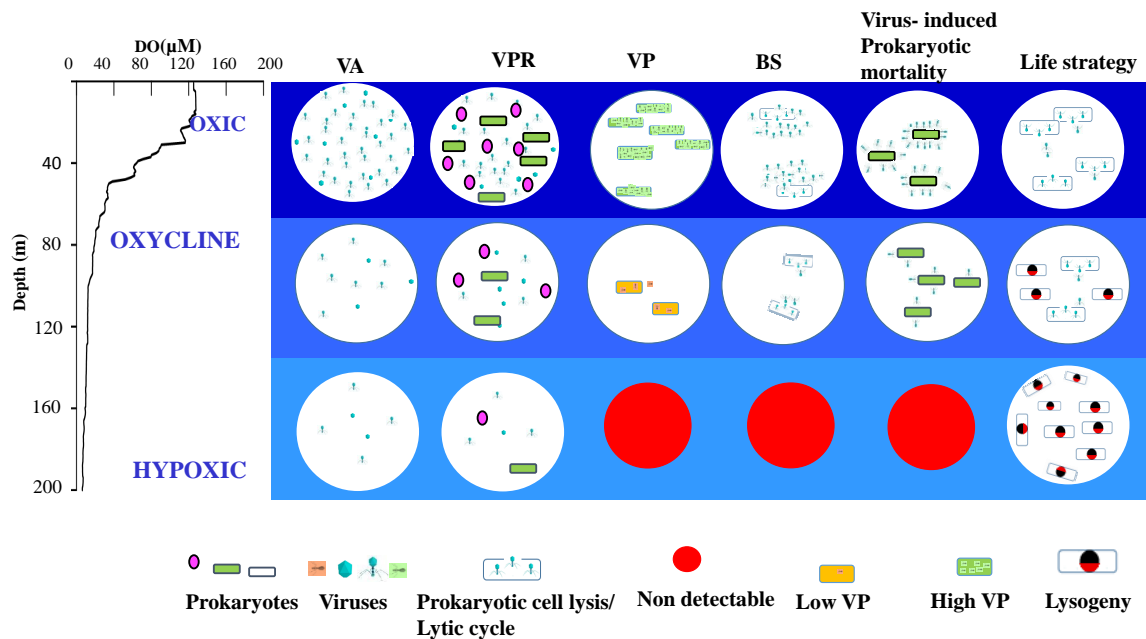 DO(µM)
0 40 80 120 160 200
VA
VPR
VP
BS
Virus- induced
Prokaryotic
mortality
Life strategy
OXIC
40
OXYCLINE
80
Depth (m)
120
160
HYPOXIC
200
Prokaryotes
Viruses
Prokaryotic cell lysis/
Lytic cycle
Non detectable
Low VP
High VP
Lysogeny